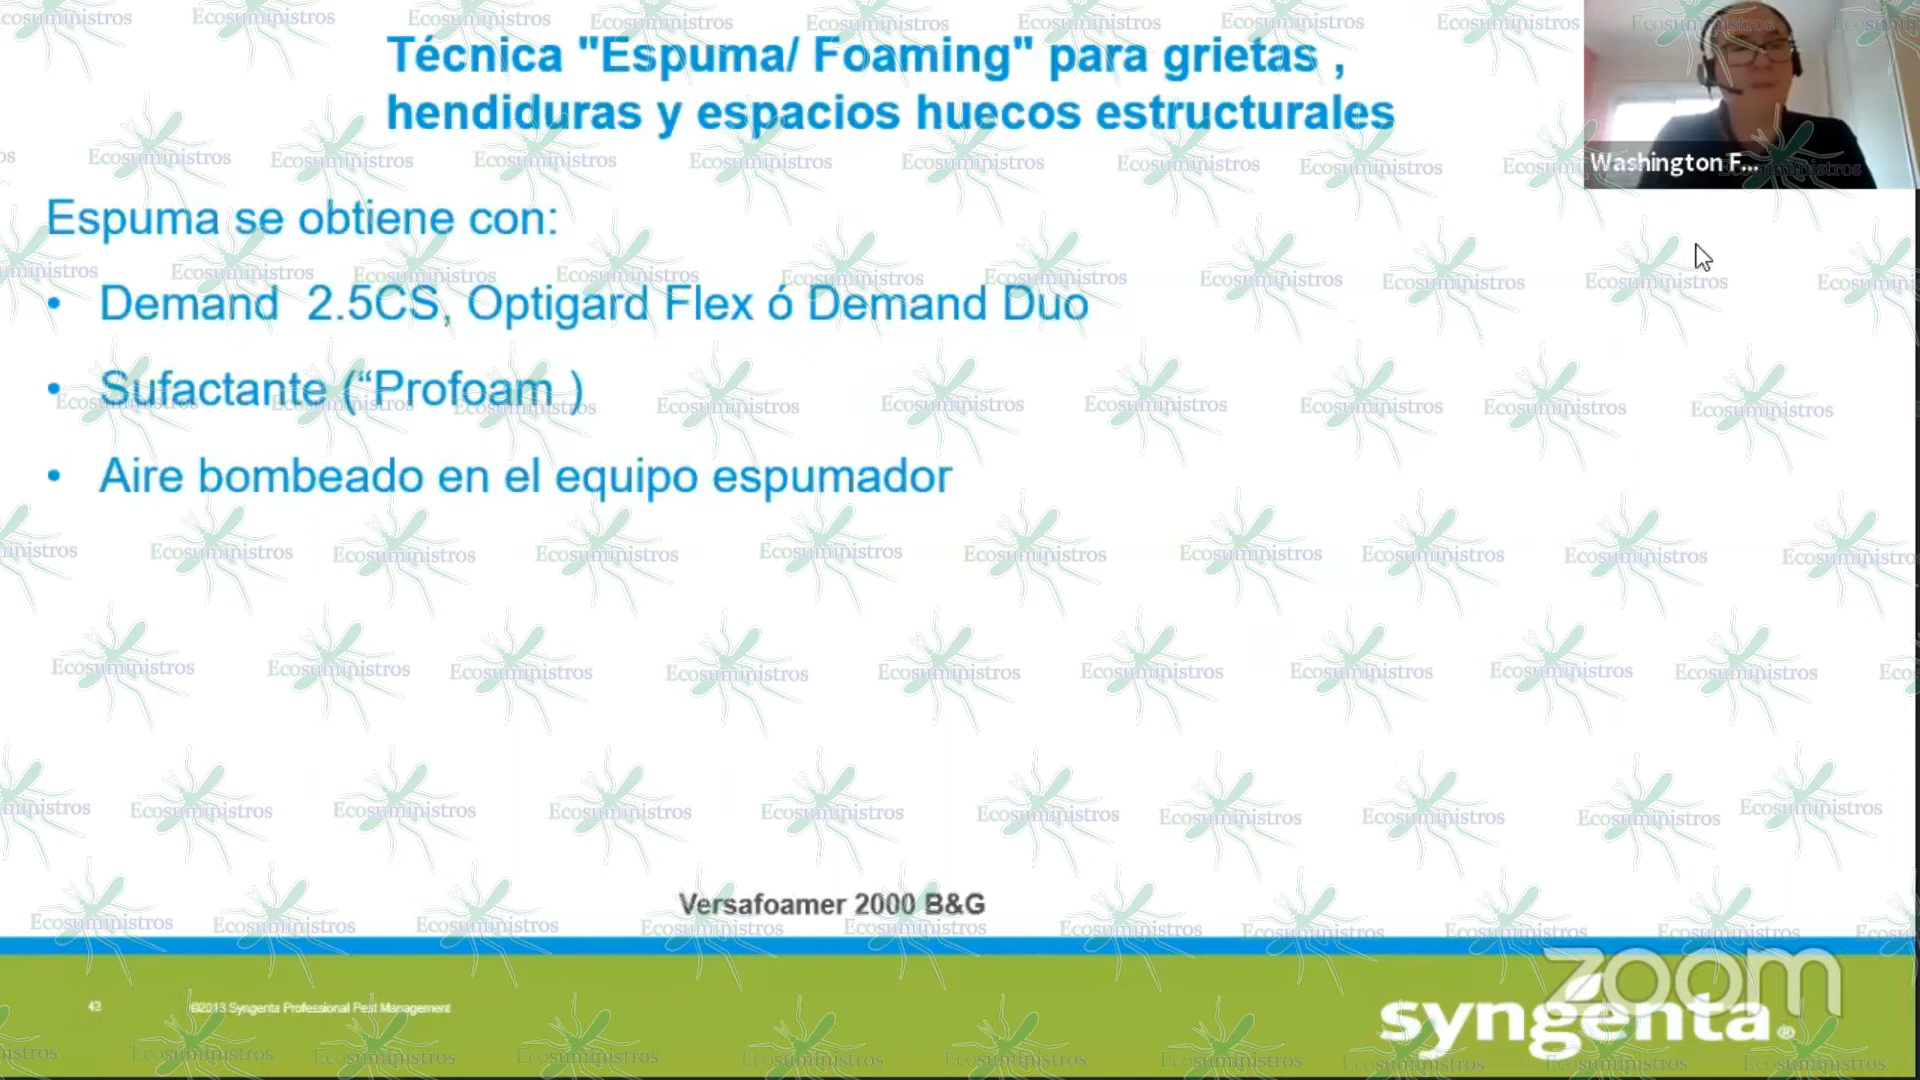 Técnica "Espuma/ Foaming" para grietas ,
hendiduras y espacios huecos estructurales
Washington F...
Espuma se obtiene con:
• Demand 2.5CS, Optigard Flex ó Demand Duo
• Sufactante (“Profoam )
• Aire bombeado en el equipo espumador
Versafoamer 2000 B&G
43
©2013 Syngenta Professional Pest Management
zoom
syngenta®
Ecosuministros